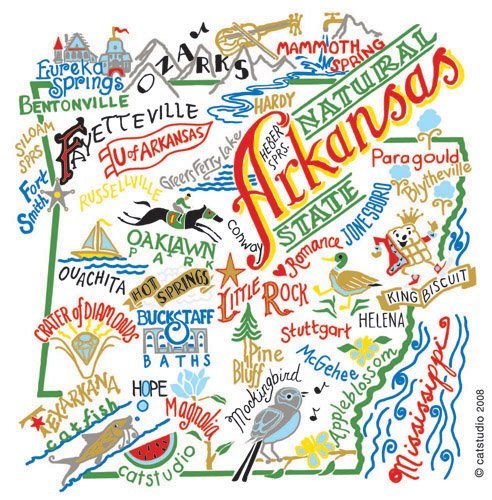 Eureka
Springs
OZARKS
MAMMOTH
SPRING
BENTONVILLE
HARDY
NATURAL
Arkansas
STATE
SILOAM
SPRS.
FAYETTEVILLE
U OF ARKANSAS
Greers Ferry Lake
HEBER
SPRS.
Paragould
Blytheville
Fort
Smith
RUSSELLVILLE
JONESBORO
CONWAY
OAKLAWN
PARK
Romance
OUACHITA
HOT SPRINGS
LITTLE ROCK
KING BISCUIT
HELENA
CRATER OF DIAMONDS
BUCKSTAFF
BATHS
Stuttgart
Pine
Bluff
McGehee
Appleblossom
Mississippi
TEXARKANA
HOPE
Magnolia
Mockingbird
catfish
catstudio
© catstudio 2008